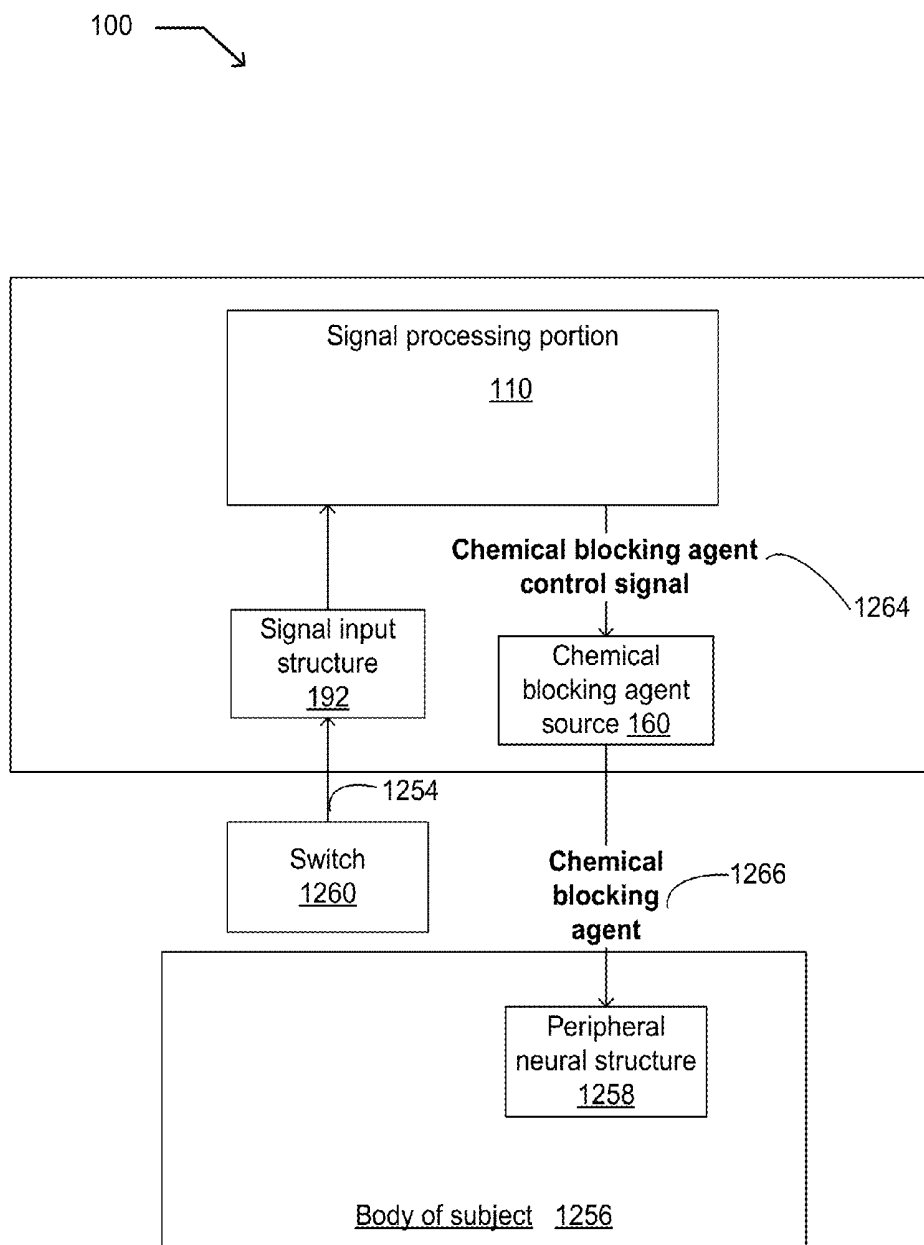 100
Signal processing portion
110
Chemical blocking agent
control signal
1264
Signal input
structure
192
Chemical
blocking agent
source 160
1254
Switch
1260
Chemical
blocking
agent
1266
Peripheral
neural structure
1258
Body of subject 1256